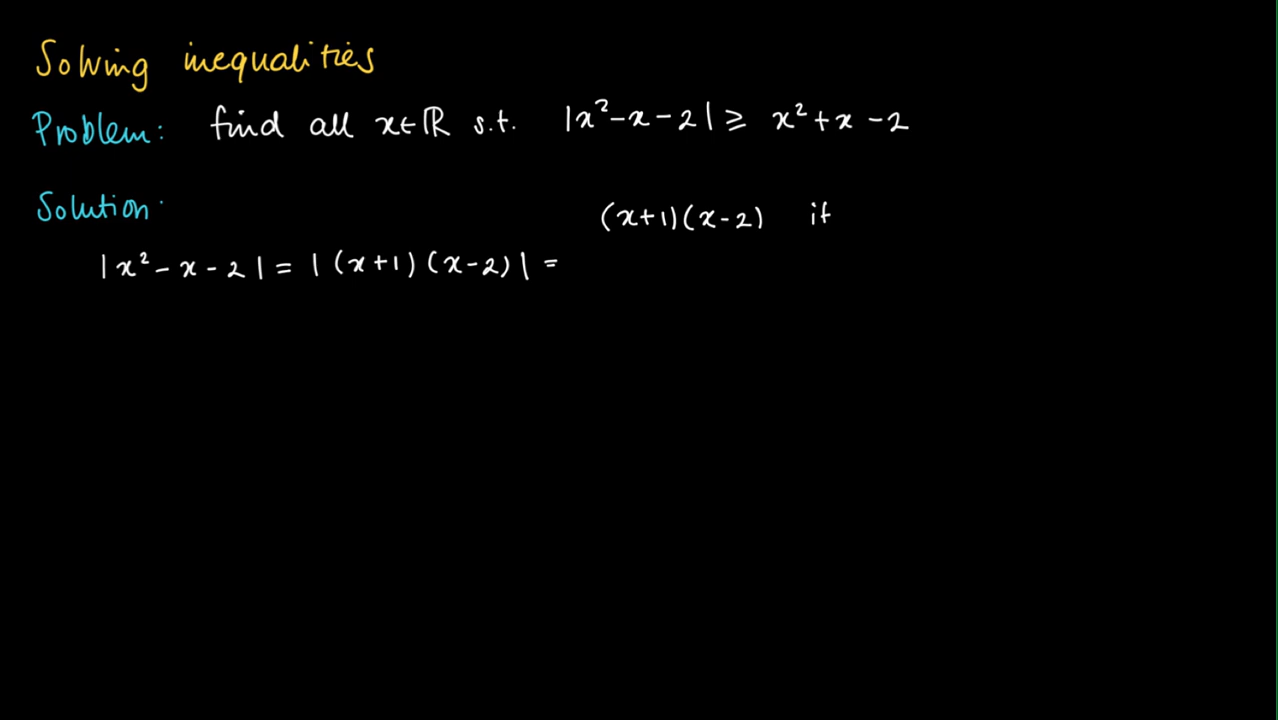 Solving inequalities
Problem: find all x∈ℝ s.t. |x²-x-2| ⩾ x²+x-2
Solution:
(x+1)(x-2) if
|x²-x-2| = |(x+1)(x-2)| =